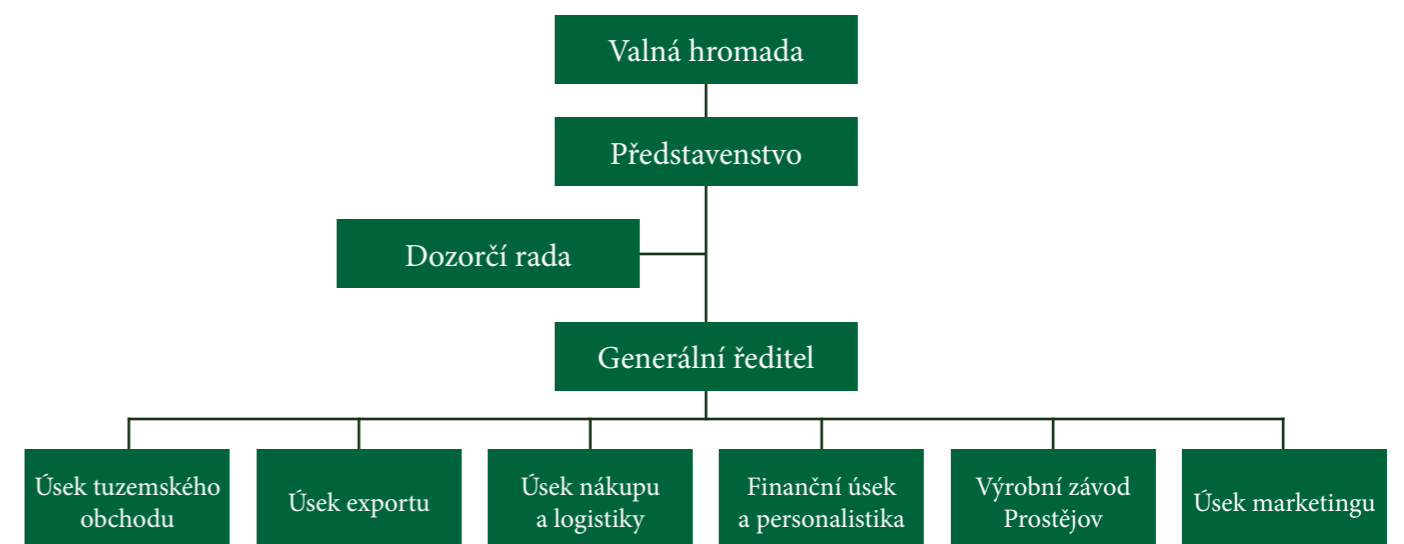 Valná hromada
Představenstvo
Dozorčí rada
Generální ředitel
Úsek tuzemského
obchodu
Úsek exportu
Úsek nákupu
a logistiky
Finanční úsek
a personalistika
Výrobní závod
Prostějov
Úsek marketingu